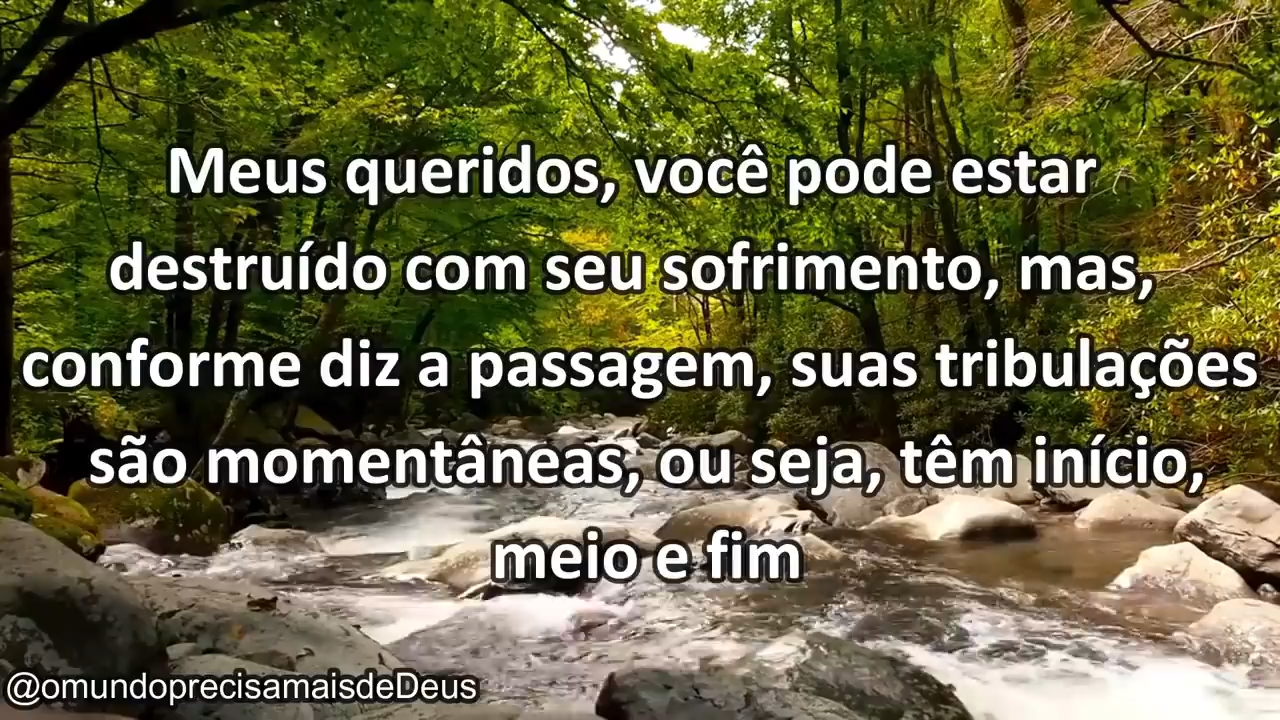 Meus queridos, você pode estar
destruído com seu sofrimento, mas,
conforme diz a passagem, suas tribulações
são momentâneas, ou seja, têm início,
meio e fim
@omundoprecisamaisdeDeus